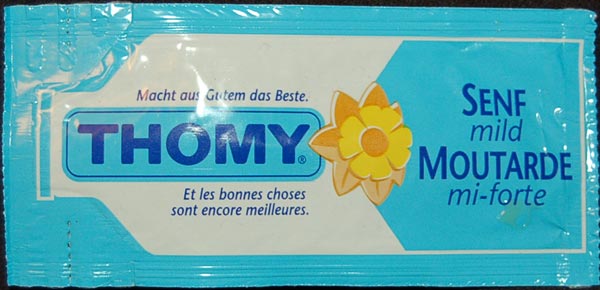 Macht aus Gutem das Beste.
THOMY®
Et les bonnes choses
sont encore meilleures.
SENF
mild
MOUTARDE
mi-forte